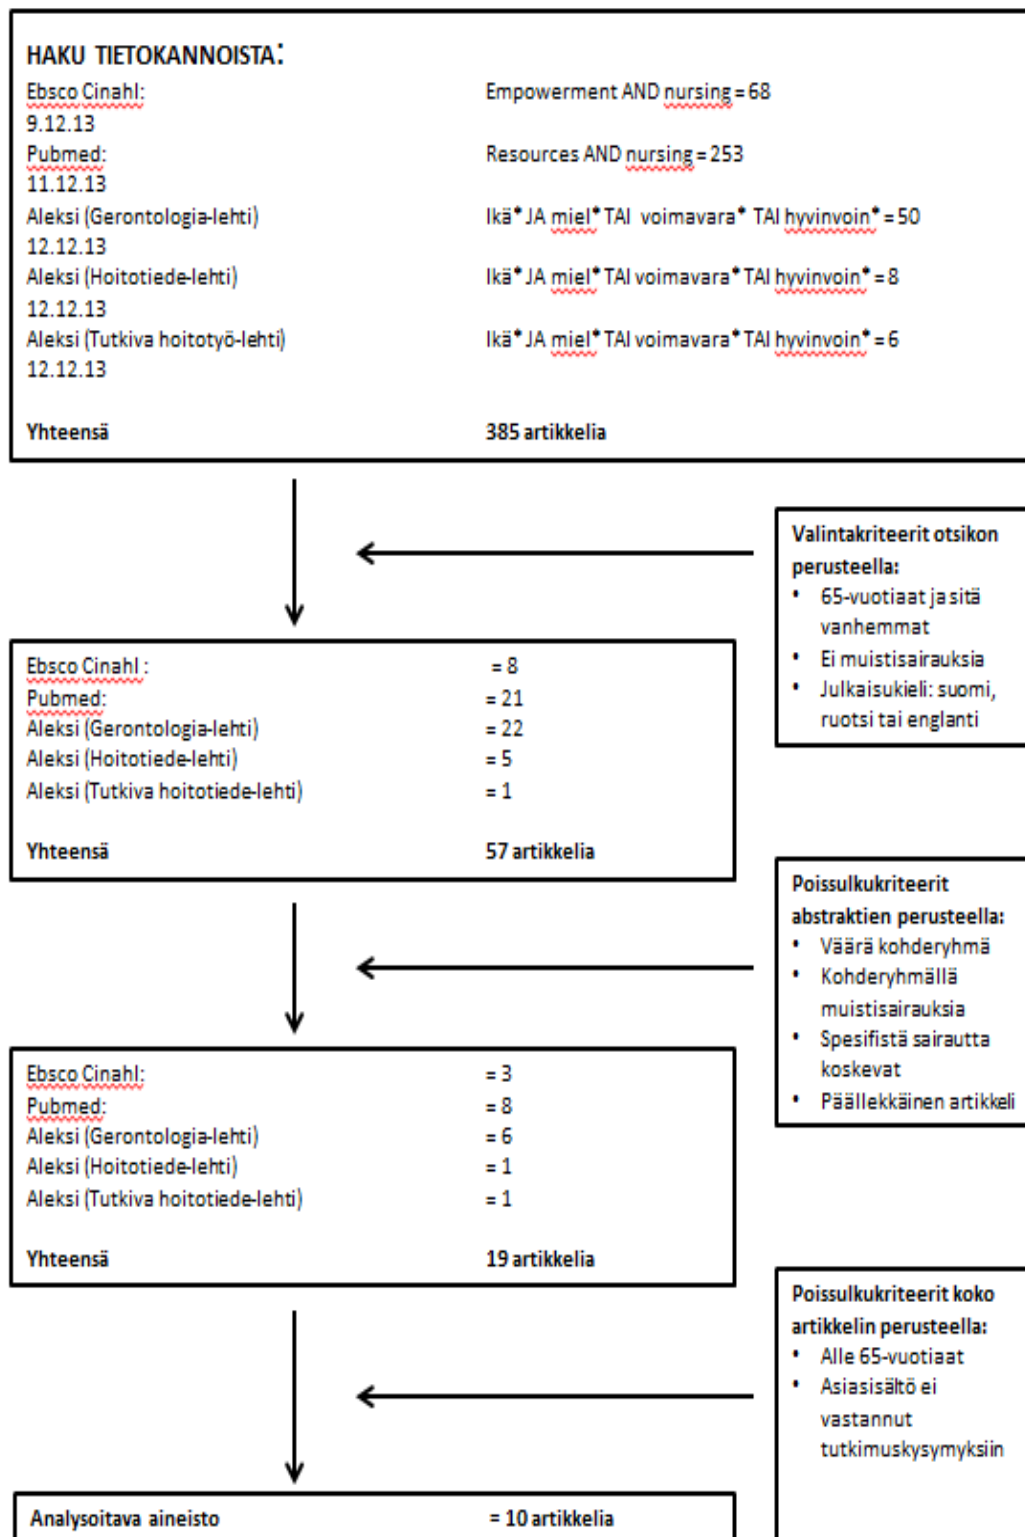 HAKU TIETOKANNOISTA:
Ebsco Cinahl: Empowerment AND nursing = 68
9.12.13
Pubmed: Resources AND nursing = 253
11.12.13
Aleksi (Gerontologia-lehti) Ikä* JA miel* TAI voimavara* TAI hyvinvoin* = 50
12.12.13
Aleksi (Hoitotiede-lehti) Ikä* JA miel* TAI voimavara* TAI hyvinvoin* = 8
12.12.13
Aleksi (Tutkiva hoitotyö-lehti) Ikä* JA miel* TAI voimavara* TAI hyvinvoin* = 6
12.12.13
Yhteensä 385 artikkelia
Valintakriteerit otsikon
perusteella:
• 65-vuotiaat ja sitä
vanhemmat
• Ei muistisairauksia
• Julkaisukieli: suomi,
ruotsi tai englanti
Ebsco Cinahl : = 8
Pubmed: = 21
Aleksi (Gerontologia-lehti) = 22
Aleksi (Hoitotiede-lehti) = 5
Aleksi (Tutkiva hoitotiede-lehti) = 1
Yhteensä 57 artikkelia
Poissulkukriteerit
abstraktien perusteella:
• Väärä kohderyhmä
• Kohderyhmällä
muistisairauksia
• Spesifistä sairautta
koskevat
• Päällekkäinen artikkeli
Ebsco Cinahl: = 3
Pubmed: = 8
Aleksi (Gerontologia-lehti) = 6
Aleksi (Hoitotiede-lehti) = 1
Aleksi (Tutkiva hoitotiede-lehti) = 1
Yhteensä 19 artikkelia
Poissulkukriteerit koko
artikkelin perusteella:
• Alle 65-vuotiaat
• Asiasisältö ei
vastannut
tutkimuskysymyksiin
Analysoitava aineisto = 10 artikkelia